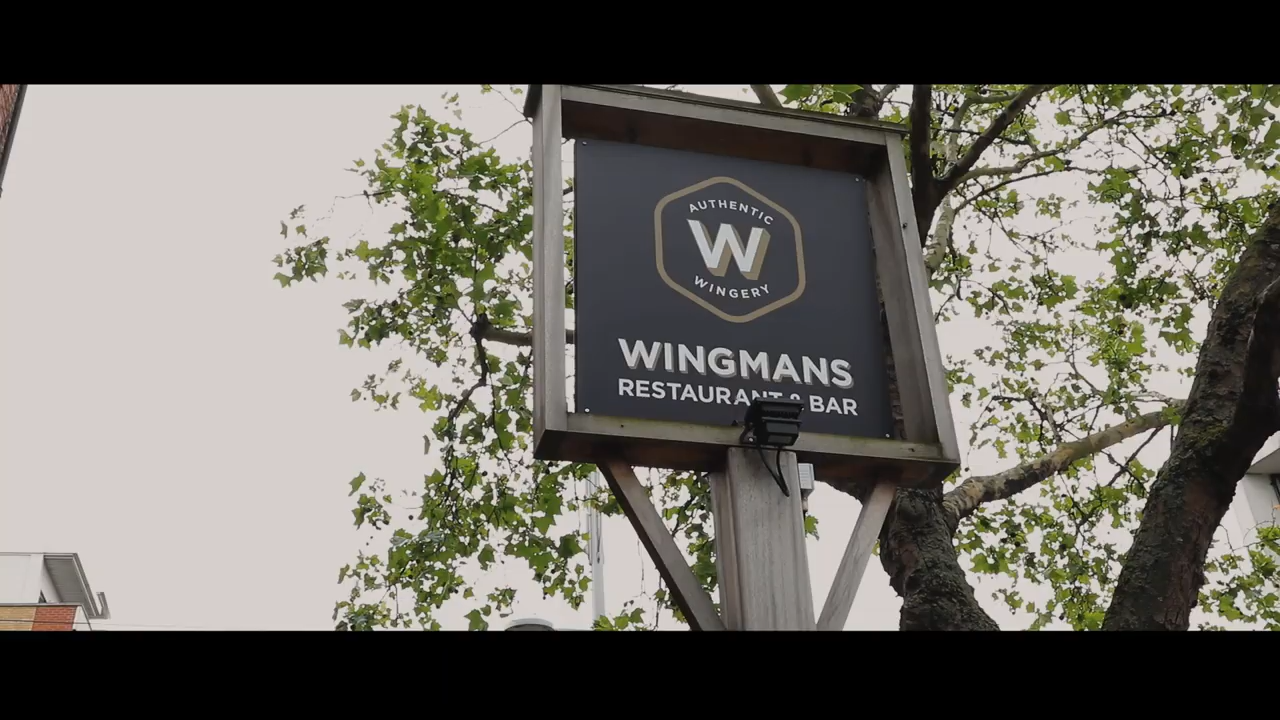 AUTHENTIC
W
WINGERY
WINGMANS
RESTAURANT & BAR